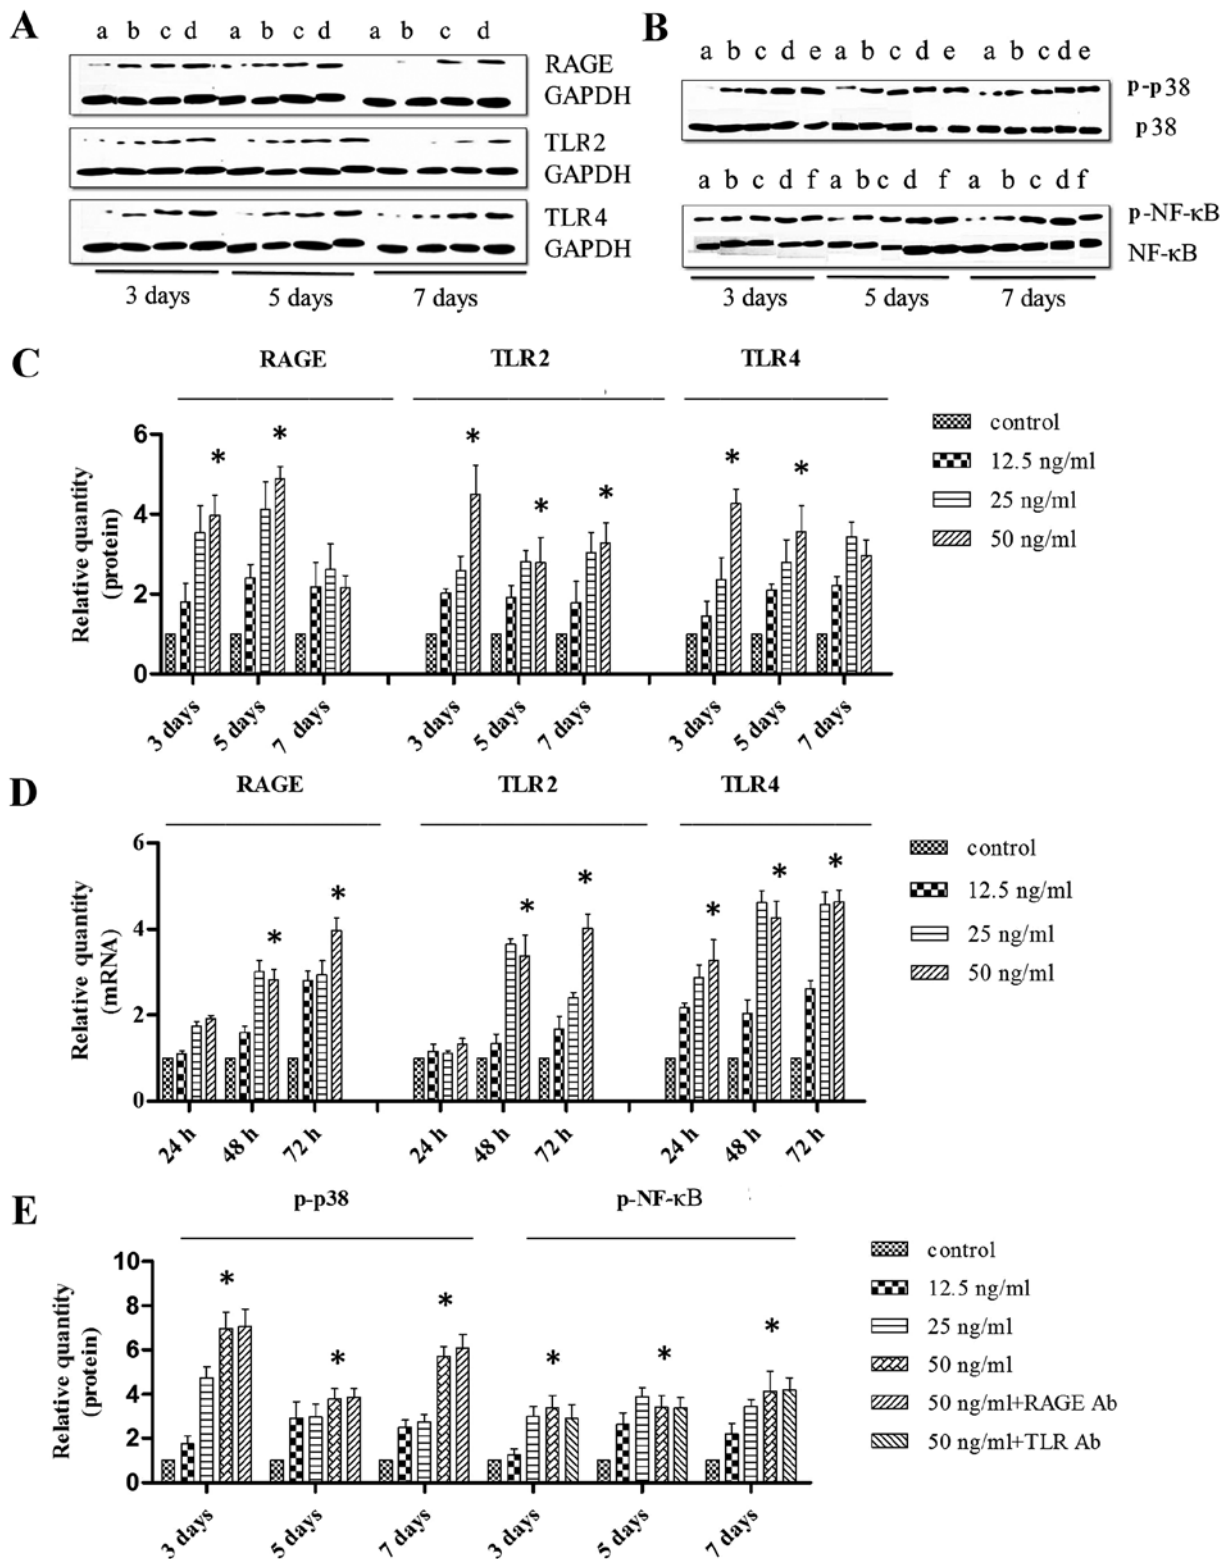 A
a b c d a b c d a b c d
RAGE
GAPDH
TLR2
GAPDH
TLR4
GAPDH
3 days 5 days 7 days
B
a b c d e a b c d e a b c d e
p-p38
p38
a b c d f a b c d f a b c d f
p-NF-κB
NF-κB
3 days 5 days 7 days
C
RAGE TLR2 TLR4
Relative quantity
(protein)
6
4
2
0
* * * * * * *
3 days 5 days 7 days 3 days 5 days 7 days 3 days 5 days 7 days
control
12.5 ng/ml
25 ng/ml
50 ng/ml
D
RAGE TLR2 TLR4
Relative quantity
(mRNA)
6
4
2
0
* * * * * * *
24 h 48 h 72 h 24 h 48 h 72 h 24 h 48 h 72 h
control
12.5 ng/ml
25 ng/ml
50 ng/ml
E
p-p38 p-NF-κB
Relative quantity
(protein)
10
8
6
4
2
0
* * * * * *
3 days 5 days 7 days 3 days 5 days 7 days
control
12.5 ng/ml
25 ng/ml
50 ng/ml
50 ng/ml+RAGE Ab
50 ng/ml+TLR Ab